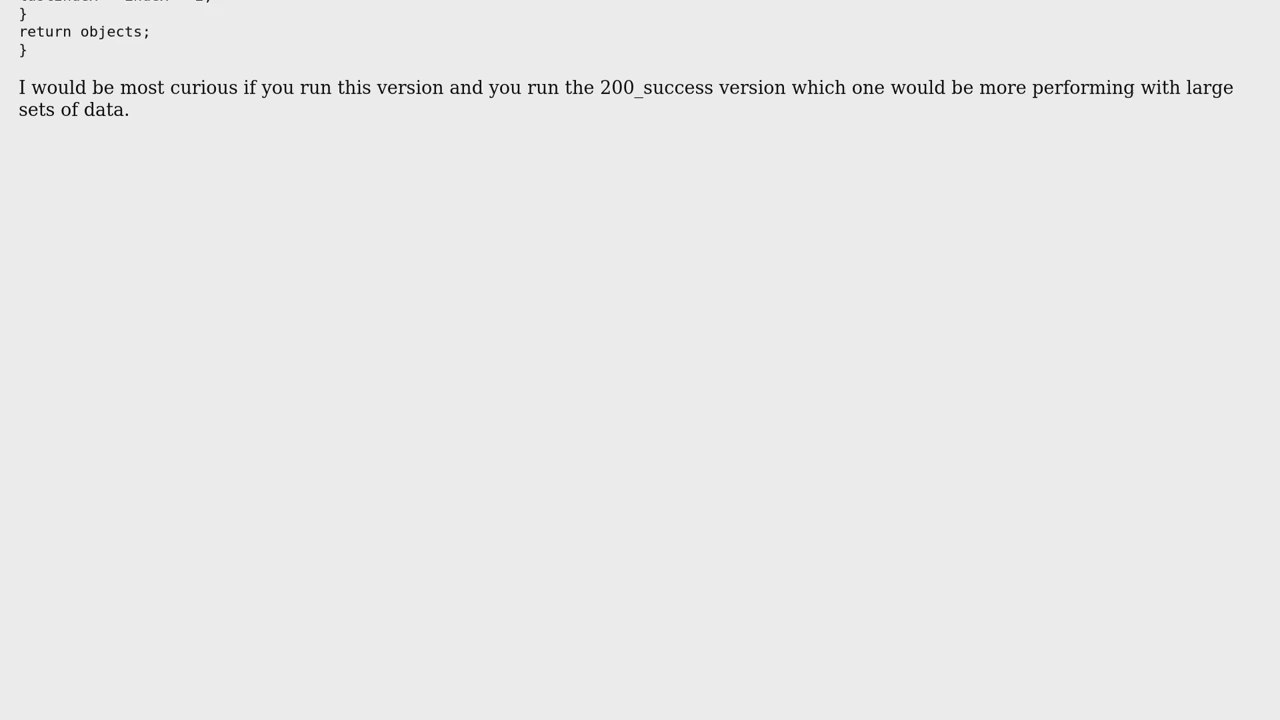 }
return objects;
}
I would be most curious if you run this version and you run the 200_success version which one would be more performing with large
sets of data.